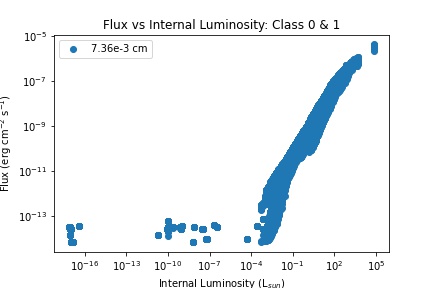 Flux vs Internal Luminosity: Class 0 & 1
7.36e-3 cm
Flux (erg cm⁻² s⁻¹)
10⁻⁵
10⁻⁷
10⁻⁹
10⁻¹¹
10⁻¹³
10⁻¹⁶ 10⁻¹³ 10⁻¹⁰ 10⁻⁷ 10⁻⁴ 10⁻¹ 10² 10⁵
Internal Luminosity (Lₛᵤₙ)